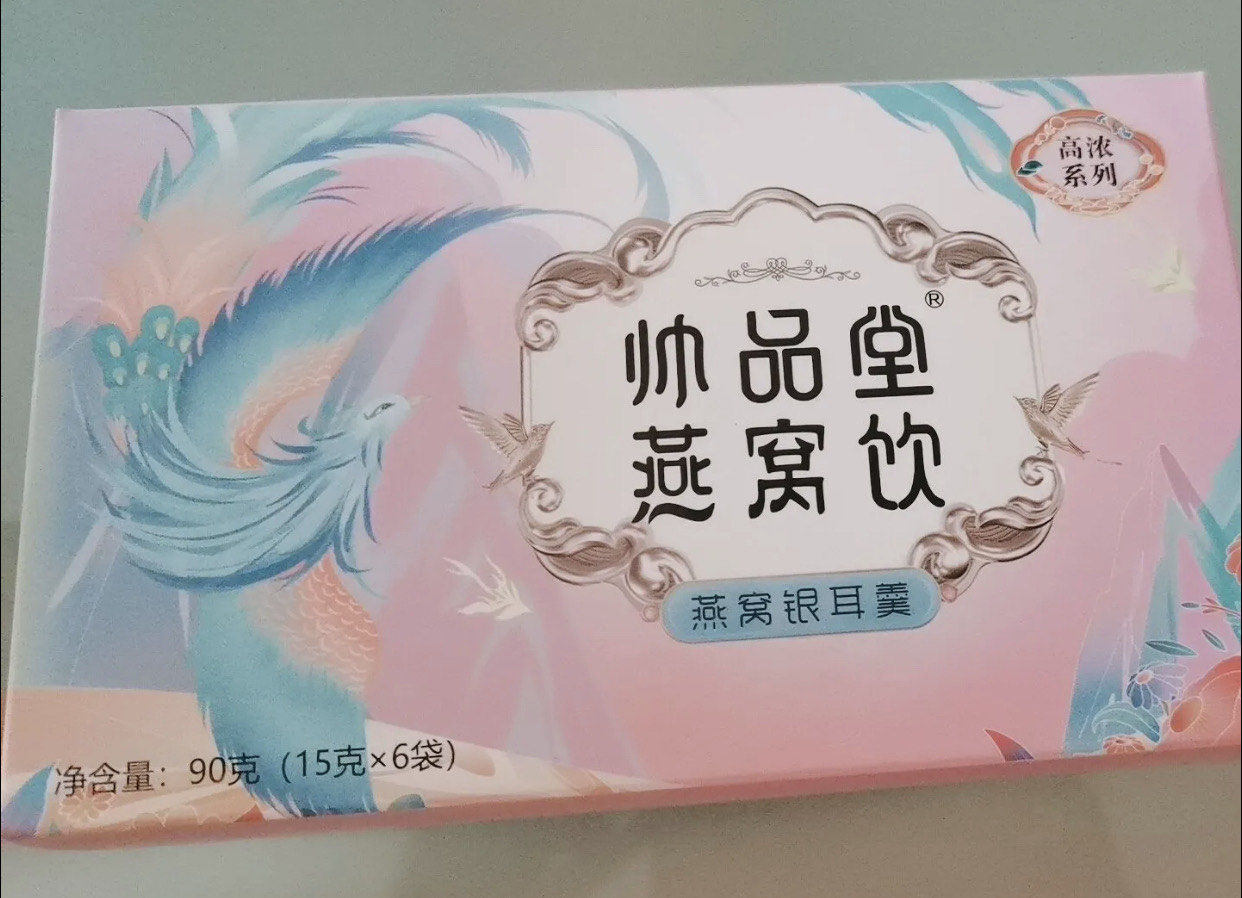 高浓
系列
帅品堂®
燕窝饮
燕窝银耳羹
净含量：90克（15克×6袋）